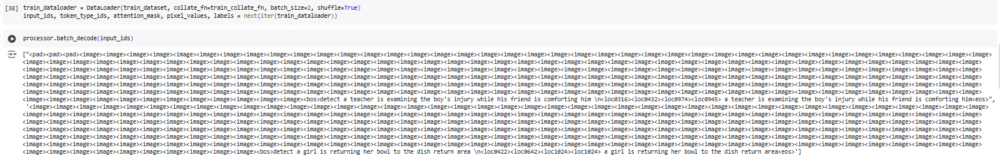 [38] train_dataloader = DataLoader(train_dataset, collate_fn=train_collate_fn, batch_size=2, shuffle=True)
input_ids, token_type_ids, attention_mask, pixel_values, labels = next(iter(train_dataloader))
processor.batch_decode(input_ids)
["<pad><pad><pad><image><image><image><image><image><image><image><image><image><image><image><image><image><image><image><image><image><image><image><image><image><image><image><image><image><image><image><image><image><image><image><image><image><image><image><image><image><image><image>
<image><image><image><image><image><image><image><image><image><image><image><image><image><image><image><image><image><image><image><image><image><image><image><image><image><image><image><image><image><image><image><image><image><image><image><image><image><image><image><image><image>
<image><image><image><image><image><image><image><image><image><image><image><image><image><image><image><image><image><image><image><image><image><image><image><image><image><image><image><image><image><image><image><image><image><image><image><image><image><image><image><image><image>
<image><image><image><image><image><image><image><image><image><image><image><image><image><image><image><image><image><image><image><image><image><image><image><image><image><image><image><image><image><image><image><image><image><image><image><image><image><image><image><image><image>
<image><image><image><image><image><image><image><image><image><image><image><image><image><image><image><image><image><image><image><image><image><image><image><image><image><image><image><image><image><image><image><image><image><image><image><image><image><image><image><image><image>
<image><image><image><image><image><image><image><image><image><image><image><image><image><image><image><image><image><image><image><image><image><image><image><image><image><image><image><image><image><image><image><image><image><image><image><image><image><image><image><image><image>
<image><image><image><image><image><image><image><image><image><image><image><image><bos>detect a teacher is examining the boy's injury while his friend is comforting him \n<loc0316><loc0432><loc0974><loc0945> a teacher is examining the boy's injury while his friend is comforting him<eos>",
'<image><image><image><image><image><image><image><image><image><image><image><image><image><image><image><image><image><image><image><image><image><image><image><image><image><image><image><image><image><image><image><image><image><image><image><image><image><image><image><image><image>
<image><image><image><image><image><image><image><image><image><image><image><image><image><image><image><image><image><image><image><image><image><image><image><image><image><image><image><image><image><image><image><image><image><image><image><image><image><image><image><image><image>
<image><image><image><image><image><image><image><image><image><image><image><image><image><image><image><image><image><image><image><image><image><image><image><image><image><image><image><image><image><image><image><image><image><image><image><image><image><image><image><image><image>
<image><image><image><image><image><image><image><image><image><image><image><image><image><image><image><image><image><image><image><image><image><image><image><image><image><image><image><image><image><image><image><image><image><image><image><image><image><image><image><image><image>
<image><image><image><image><image><image><image><image><image><image><image><image><image><image><image><image><image><image><image><image><image><image><image><image><image><image><image><image><image><image><image><image><image><image><image><image><image><image><image><image><image>
<image><image><image><image><image><image><image><image><image><image><image><image><image><image><image><image><image><image><image><image><image><image><image><image><image><image><image><image><image><image><image><image><image><image><image><image><image><image><image><image><image>
<image><image><image><image><image><image><image><image><image><image><bos>detect a girl is returning her bowl to the dish return area \n<loc0422><loc0642><loc1024><loc1024> a girl is returning her bowl to the dish return area<eos>']